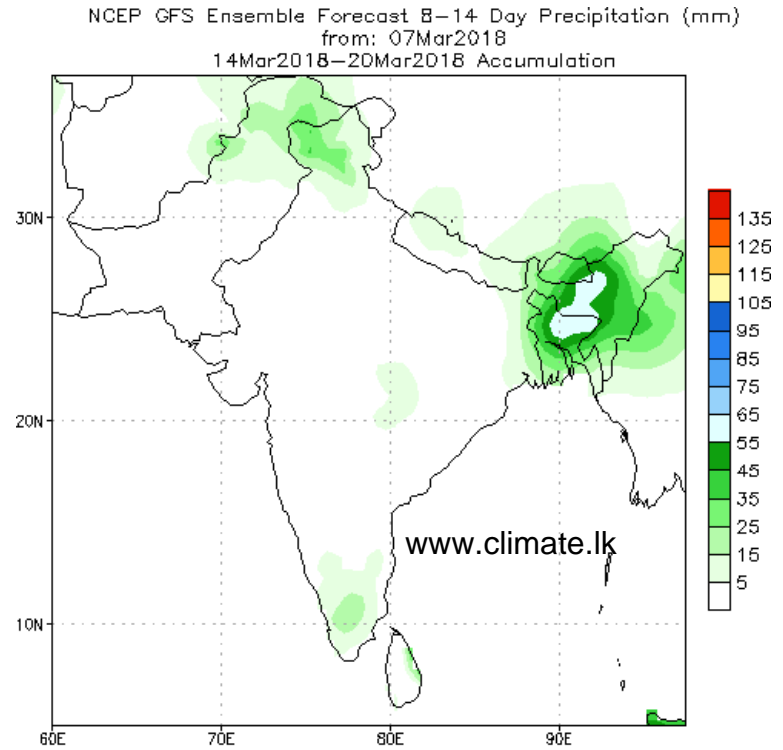 NCEP GFS Ensemble Forecast 8-14 Day Precipitation (mm)
from: 07Mar2018
14Mar2018-20Mar2018 Accumulation
30N
20N
10N
60E
70E
80E
90E
www.climate.lk
135
125
115
105
95
85
75
65
55
45
35
25
15
5